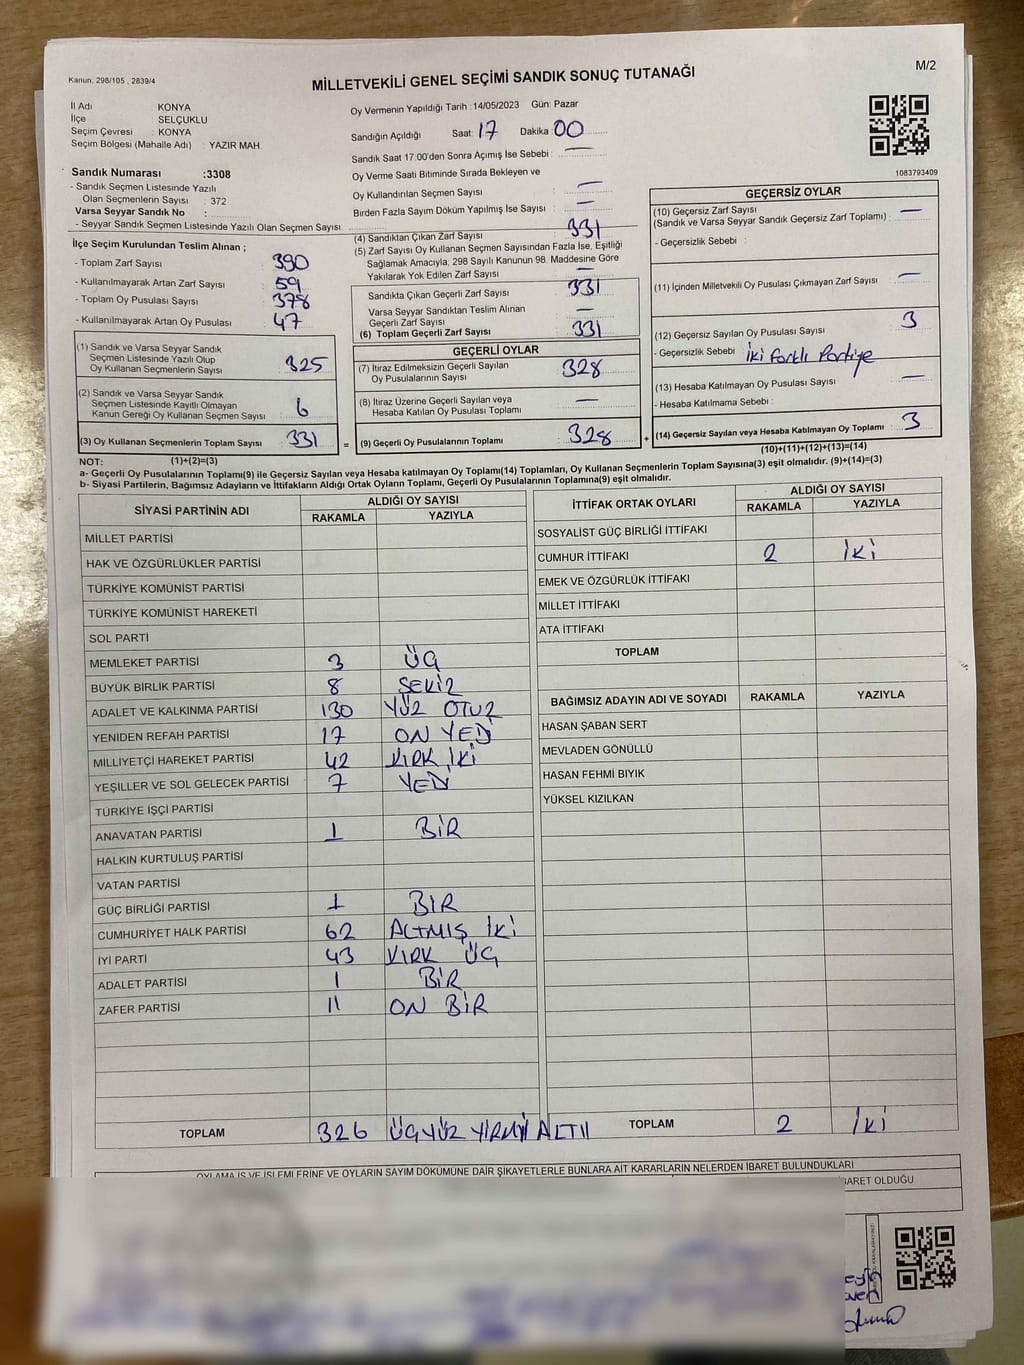 Kanun: 298/105 , 2839/4
MİLLETVEKİLİ GENEL SEÇİMİ SANDIK SONUÇ TUTANAĞI
M/2
İl Adı KONYA
İlçe SELÇUKLU
Seçim Çevresi : KONYA
Seçim Bölgesi (Mahalle Adı) : YAZIR MAH.
Oy Vermenin Yapıldığı Tarih :14/05/2023 Gün: Pazar
Sandığın Açıldığı Saat: 17 Dakika 00
Sandık Saat 17:00'den Sonra Açımış İse Sebebi : —
Oy Verme Saati Bitiminde Sırada Bekleyen ve
Oy Kullandırılan Seçmen Sayısı : —
Birden Fazla Sayım Döküm Yapılmış İse Sayısı : —
1083793409
Sandık Numarası :3308
- Sandık Seçmen Listesinde Yazılı
Olan Seçmenlerin Sayısı : 372
Varsa Seyyar Sandık No :
- Seyyar Sandık Seçmen Listesinde Yazılı Olan Seçmen Sayısı
İlçe Seçim Kurulundan Teslim Alınan ;
- Toplam Zarf Sayısı : 390
- Kullanılmayarak Artan Zarf Sayısı : 59
- Toplam Oy Pusulası Sayısı : 378
- Kullanılmayarak Artan Oy Pusulası : 47
(1) Sandık ve Varsa Seyyar Sandık
Seçmen Listesinde Yazılı Olup
Oy Kullanan Seçmenlerin Sayısı : 325
(2) Sandık ve Varsa Seyyar Sandık
Seçmen Listesinde Kayıtlı Olmayan
Kanun Gereği Oy Kullanan Seçmen Sayısı : 6
(3) Oy Kullanan Seçmenlerin Toplam Sayısı : 331 =
(4) Sandıktan Çıkan Zarf Sayısı : 331
(5) Zarf Sayısı Oy Kullanan Seçmen Sayısından Fazla İse, Eşitliği
Sağlamak Amacıyla, 298 Sayılı Kanunun 98. Maddesine Göre
Yakılarak Yok Edilen Zarf Sayısı : —
Sandıkta Çıkan Geçerli Zarf Sayısı : 331
Varsa Seyyar Sandıktan Teslim Alınan
Geçerli Zarf Sayısı : —
(6) Toplam Geçerli Zarf Sayısı : 331
GEÇERLİ OYLAR
(7) İtiraz Edilmeksizin Geçerli Sayılan
Oy Pusulalarının Sayısı : 328
(8) İtiraz Üzerine Geçerli Sayılan veya
Hesaba Katılan Oy Pusulası Toplamı : —
(9) Geçerli Oy Pusulalarının Toplamı : 328 +
GEÇERSİZ OYLAR
(10) Geçersiz Zarf Sayısı
(Sandık ve Varsa Seyyar Sandık Geçersiz Zarf Toplamı) : —
- Geçersizlik Sebebi :
(11) İçinden Milletvekili Oy Pusulası Çıkmayan Zarf Sayısı : —
(12) Geçersiz Sayılan Oy Pusulası Sayısı : 3
- Geçersizlik Sebebi : İki Farklı Partiye
(13) Hesaba Katılmayan Oy Pusulası Sayısı : —
- Hesaba Katılmama Sebebi :
(14) Geçersiz Sayılan veya Hesaba Katılmayan Oy Toplamı : 3
NOT: (1)+(2)=(3) (10)+(11)+(12)+(13)=(14)
a- Geçerli Oy Pusulalarının Toplamı(9) ile Geçersiz Sayılan veya Hesaba Katılmayan Oy Toplamı(14) Toplamları, Oy Kullanan Seçmenlerin Toplam Sayısına(3) eşit olmalıdır. (9)+(14)=(3)
b- Siyasi Partilerin, Bağımsız Adayların ve İttifakların Aldığı Ortak Oyların Toplamı, Geçerli Oy Pusulalarının Toplamına(9) eşit olmalıdır.
SİYASİ PARTİNİN ADI ALDIĞI OY SAYISI
RAKAMLA YAZIYLA
MİLLET PARTİSİ
HAK VE ÖZGÜRLÜKLER PARTİSİ
TÜRKİYE KOMÜNİST PARTİSİ
TÜRKİYE KOMÜNİST HAREKETİ
SOL PARTİ
MEMLEKET PARTİSİ 3 ÜÇ
BÜYÜK BİRLİK PARTİSİ 8 SEKİZ
ADALET VE KALKINMA PARTİSİ 130 YÜZ OTUZ
YENİDEN REFAH PARTİSİ 17 ON YEDİ
MİLLİYETÇİ HAREKET PARTİSİ 42 KIRK İKİ
YEŞİLLER VE SOL GELECEK PARTİSİ 7 YEDİ
TÜRKİYE İŞÇİ PARTİSİ
ANAVATAN PARTİSİ 1 BİR
HALKIN KURTULUŞ PARTİSİ
VATAN PARTİSİ
GÜÇ BİRLİĞİ PARTİSİ 1 BİR
CUMHURİYET HALK PARTİSİ 62 ALTMIŞ İKİ
İYİ PARTİ 43 KIRK ÜÇ
ADALET PARTİSİ 1 BİR
ZAFER PARTİSİ 11 ON BİR
TOPLAM 326 ÜÇYÜZ YİRMİ ALTI
İTTİFAK ORTAK OYLARI ALDIĞI OY SAYISI
RAKAMLA YAZIYLA
SOSYALİST GÜÇ BİRLİĞİ İTTİFAKI
CUMHUR İTTİFAKI 2 İki
EMEK VE ÖZGÜRLÜK İTTİFAKI
MİLLET İTTİFAKI
ATA İTTİFAKI
TOPLAM
BAĞIMSIZ ADAYIN ADI VE SOYADI RAKAMLA YAZIYLA
HASAN ŞABAN SERT
MEVLADEN GÖNÜLLÜ
HASAN FEHMİ BIYIK
YÜKSEL KIZILKAN
TOPLAM 2 İki
OYLAMA İŞ VE İŞLEMLERİNE VE OYLARIN SAYIM DÖKÜMÜNE DAİR ŞİKAYETLERLE BUNLARA AİT KARARLARIN NELERDEN İBARET BULUNDUKLARI
BARET OLDUĞU